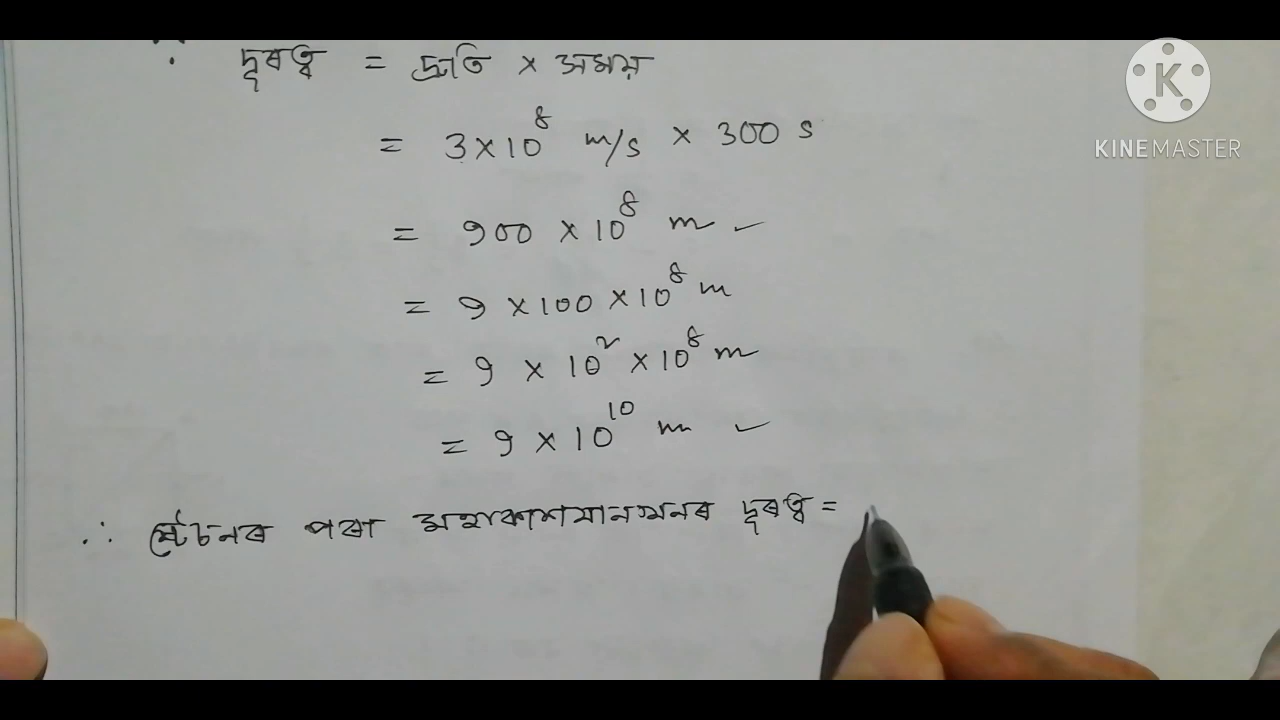 ∴ দূৰত্ব = দ্ৰুতি × সময়
K
= 3×10⁸ m/s × 300 s
KINEMASTER
= 900 × 10⁸ m ✓
= 9 × 100 × 10⁸ m
= 9 × 10² × 10⁸ m
= 9 × 10¹⁰ m ✓
∴ ষ্টেচনৰ পৰা মহাকাশযানখনৰ দূৰত্ব =